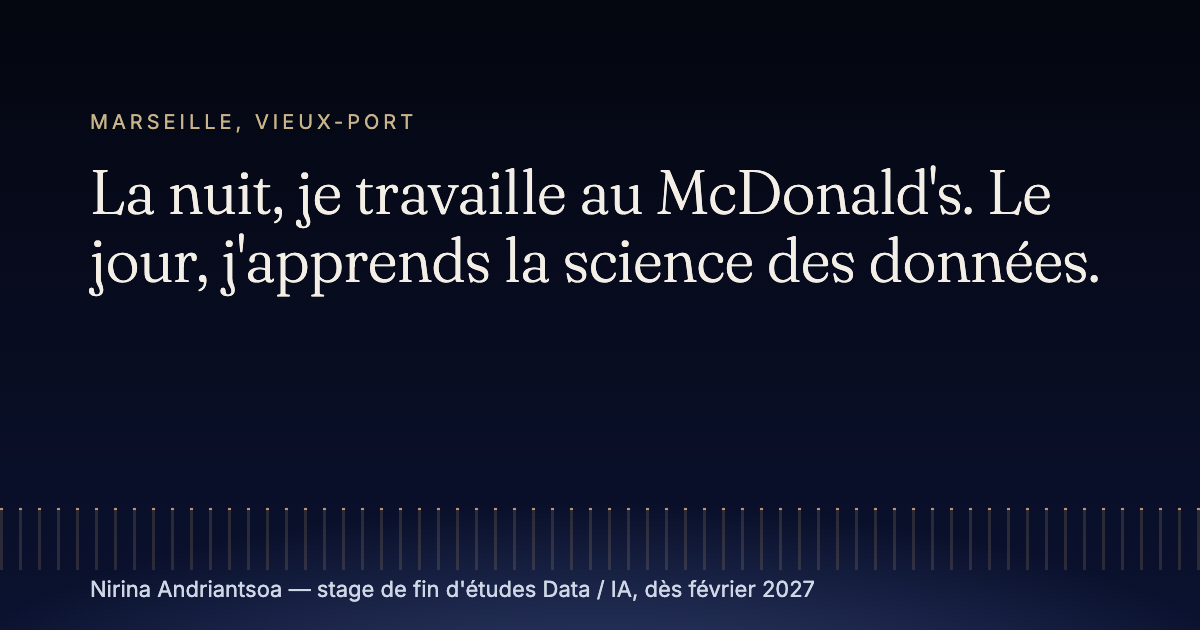 MARSEILLE, VIEUX-PORT
La nuit, je travaille au McDonald's. Le
jour, j'apprends la science des données.
Nirina Andriantsoa — stage de fin d'études Data / IA, dès février 2027